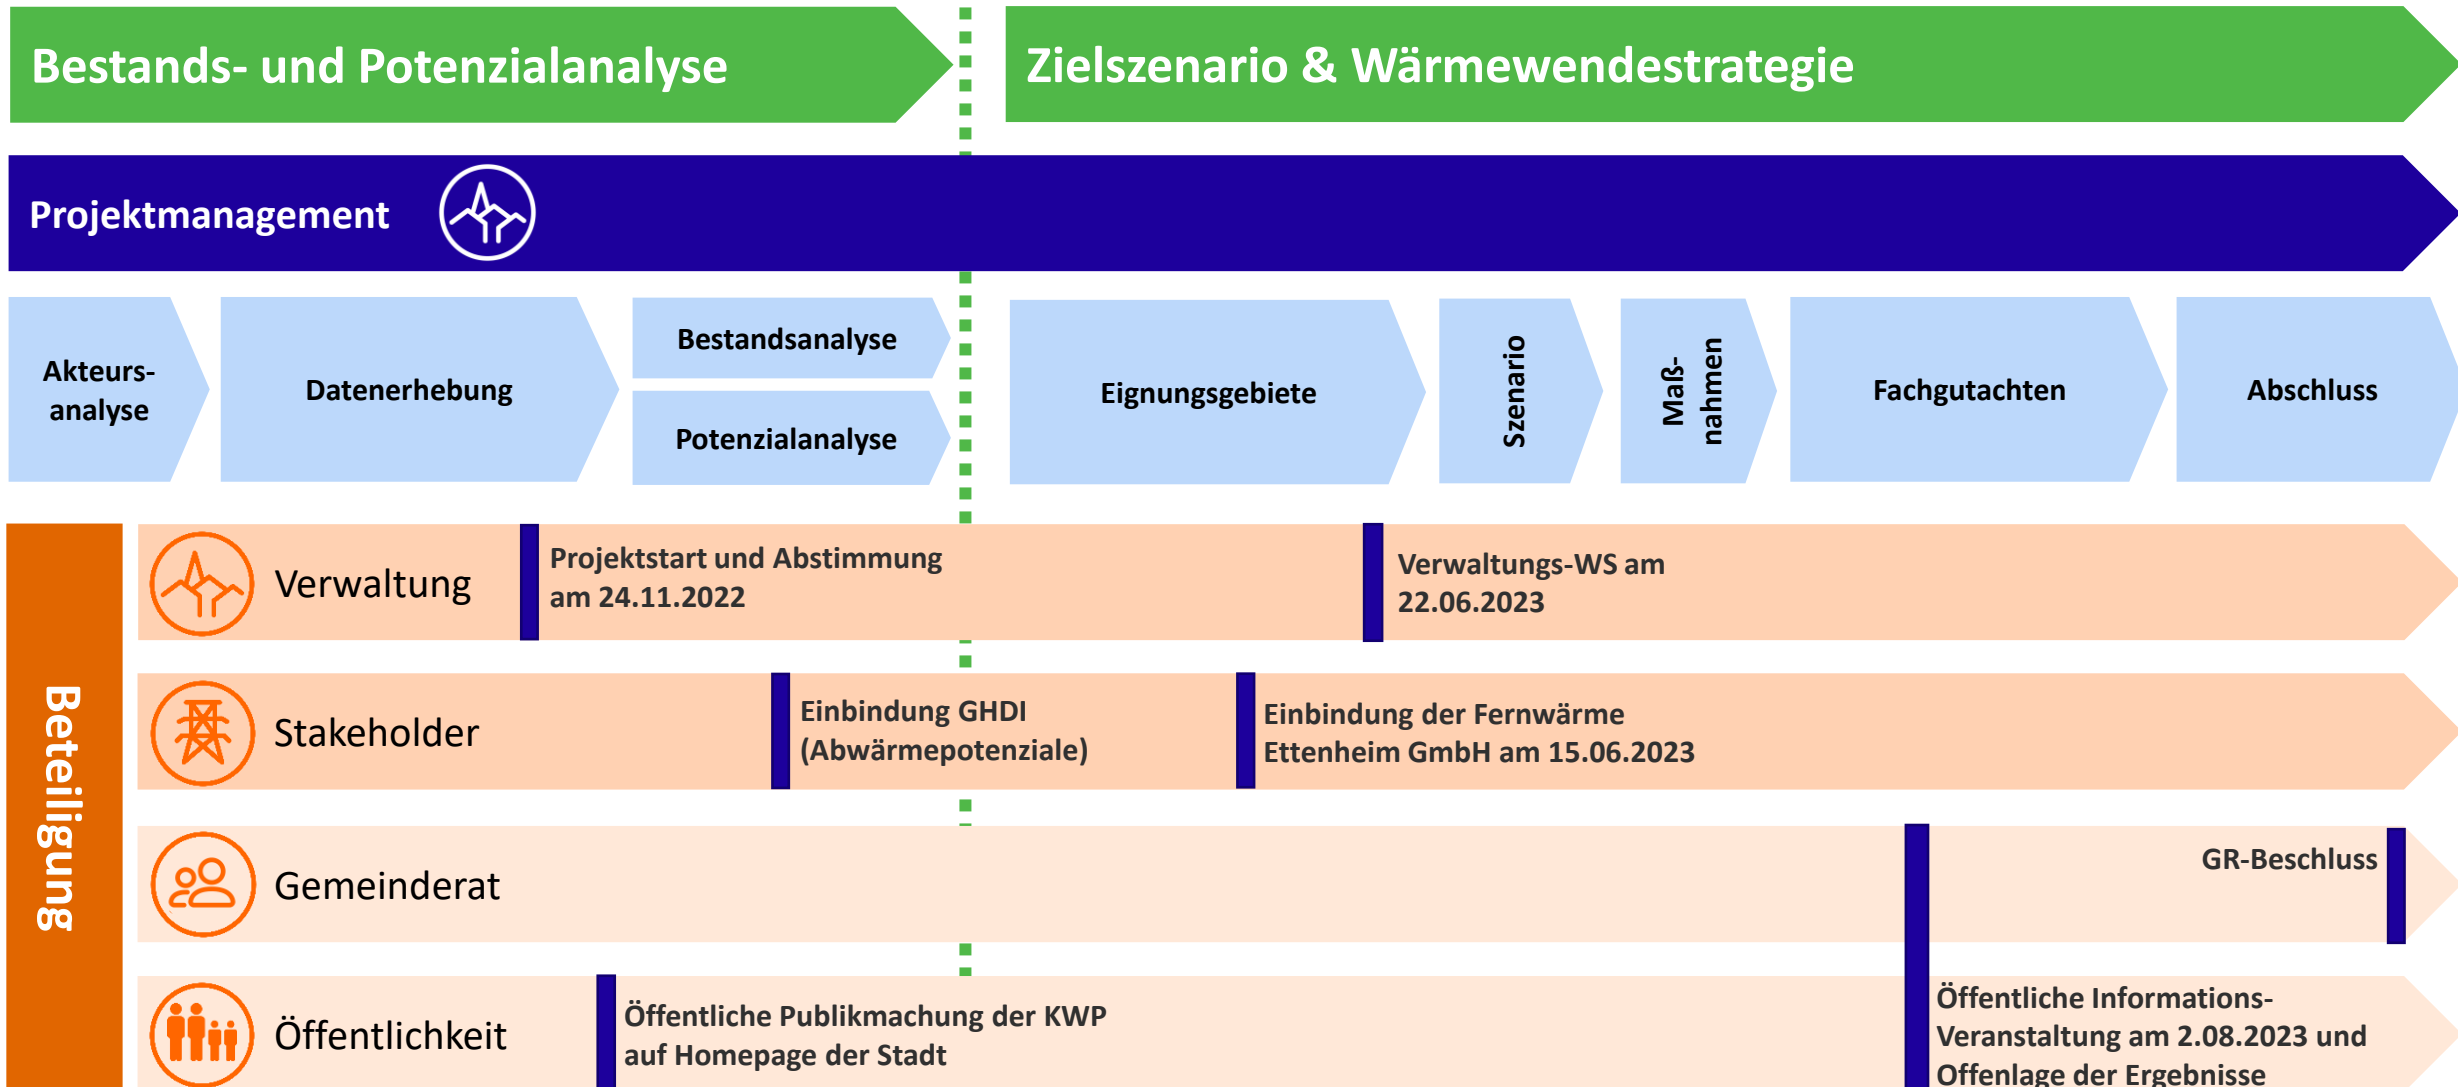 Bestands- und Potenzialanalyse
Zielszenario & Wärmewendestrategie
Projektmanagement
Akteurs-
analyse
Datenerhebung
Bestandsanalyse
Potenzialanalyse
Eignungsgebiete
Szenario
Maß-
nahmen
Fachgutachten
Abschluss
Beteiligung
Verwaltung
Projektstart und Abstimmung
am 24.11.2022
Verwaltungs-WS am
22.06.2023
Stakeholder
Einbindung GHDI
(Abwärmepotenziale)
Einbindung der Fernwärme
Ettenheim GmbH am 15.06.2023
Gemeinderat
GR-Beschluss
Öffentlichkeit
Öffentliche Publikmachung der KWP
auf Homepage der Stadt
Öffentliche Informations-
Veranstaltung am 2.08.2023 und
Offenlage der Ergebnisse